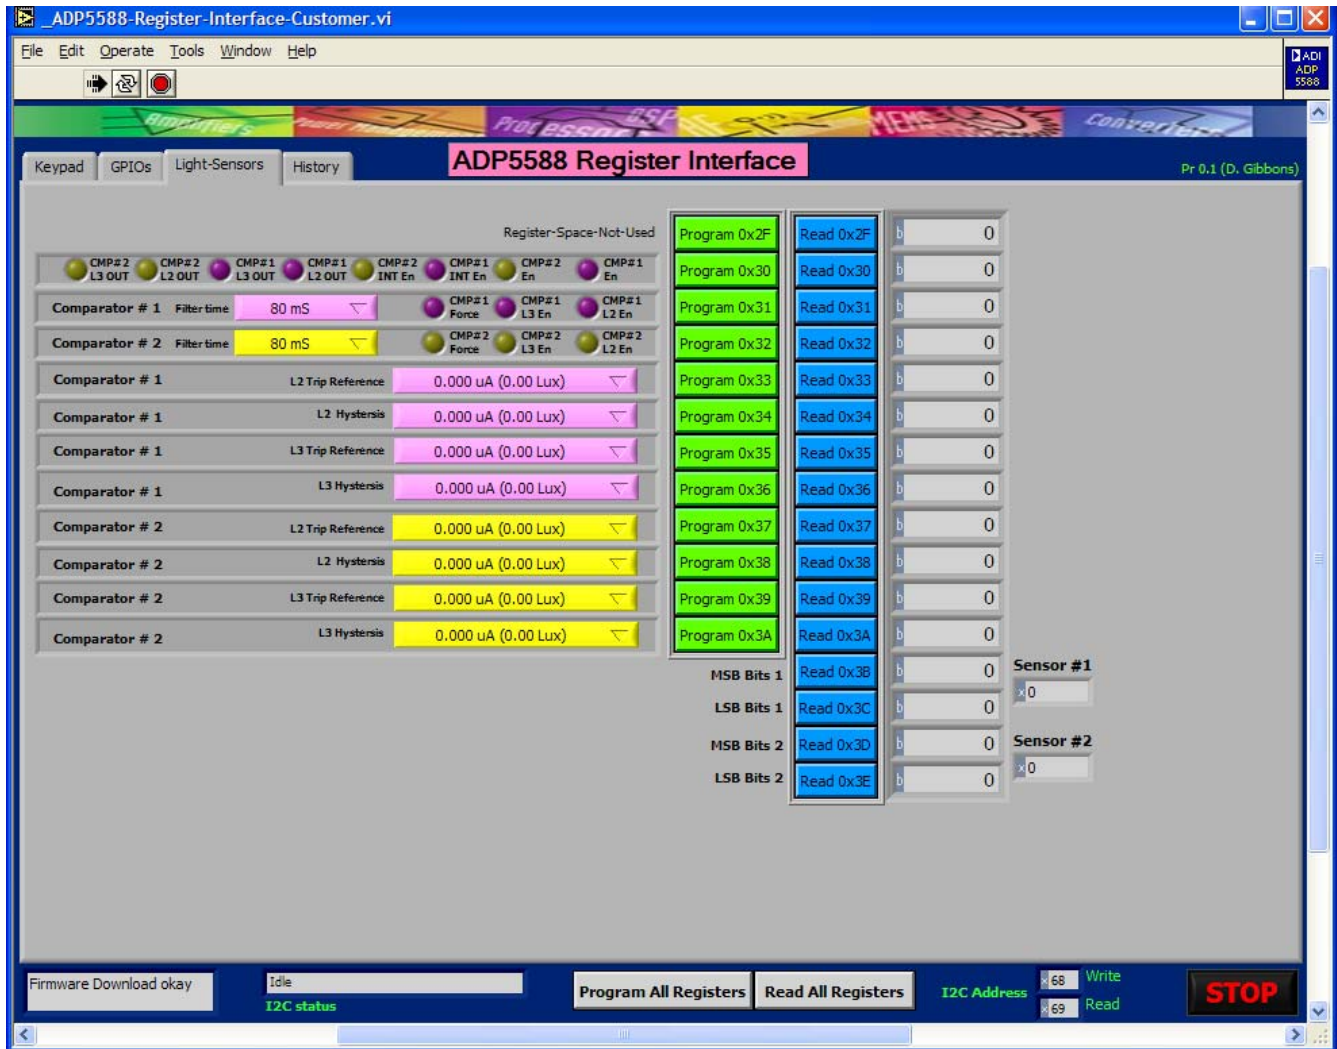 _ADP5588-Register-Interface-Customer.vi
File Edit Operate Tools Window Help
ADI
ADP
5588
Amplifiers Power Management Processors DSP MEMS Converters
Keypad GPIOs Light-Sensors History
ADP5588 Register Interface
Pr 0.1 (D. Gibbons)
Register-Space-Not-Used Program 0x2F Read 0x2F b 0
CMP#2 L3 OUT CMP#2 L2 OUT CMP#1 L3 OUT CMP#1 L2 OUT CMP#2 INT En CMP#1 INT En CMP#2 En CMP#1 En Program 0x30 Read 0x30 b 0
Comparator # 1 Filter time 80 mS CMP#1 Force CMP#1 L3 En CMP#1 L2 En Program 0x31 Read 0x31 b 0
Comparator # 2 Filter time 80 mS CMP#2 Force CMP#2 L3 En CMP#2 L2 En Program 0x32 Read 0x32 b 0
Comparator # 1 L2 Trip Reference 0.000 uA (0.00 Lux) Program 0x33 Read 0x33 b 0
Comparator # 1 L2 Hystersis 0.000 uA (0.00 Lux) Program 0x34 Read 0x34 b 0
Comparator # 1 L3 Trip Reference 0.000 uA (0.00 Lux) Program 0x35 Read 0x35 b 0
Comparator # 1 L3 Hystersis 0.000 uA (0.00 Lux) Program 0x36 Read 0x36 b 0
Comparator # 2 L2 Trip Reference 0.000 uA (0.00 Lux) Program 0x37 Read 0x37 b 0
Comparator # 2 L2 Hystersis 0.000 uA (0.00 Lux) Program 0x38 Read 0x38 b 0
Comparator # 2 L3 Trip Reference 0.000 uA (0.00 Lux) Program 0x39 Read 0x39 b 0
Comparator # 2 L3 Hystersis 0.000 uA (0.00 Lux) Program 0x3A Read 0x3A b 0
MSB Bits 1 Read 0x3B b 0 Sensor #1
x 0
LSB Bits 1 Read 0x3C b 0
MSB Bits 2 Read 0x3D b 0 Sensor #2
x 0
LSB Bits 2 Read 0x3E b 0
Firmware Download okay
Idle
I2C status
Program All Registers Read All Registers
I2C Address
x 68 Write
x 69 Read
STOP